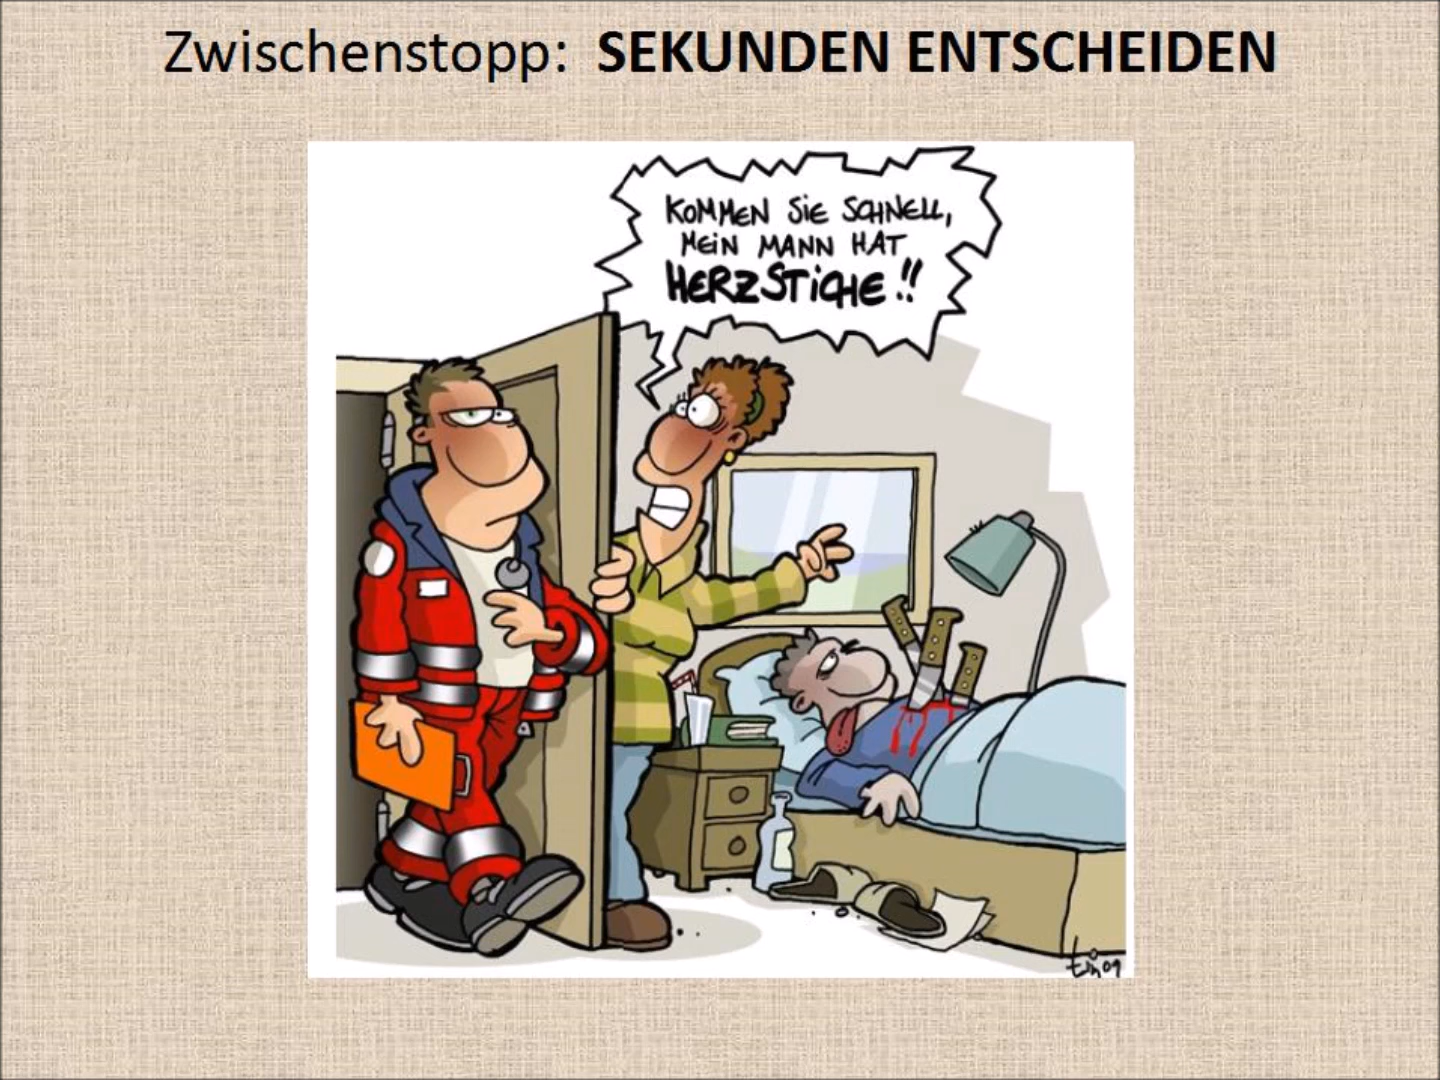 Zwischenstopp: SEKUNDEN ENTSCHEIDEN
KOMMEN SiE SCHNELL,
MEiN MANN HAT
HERZSTiCHE!!